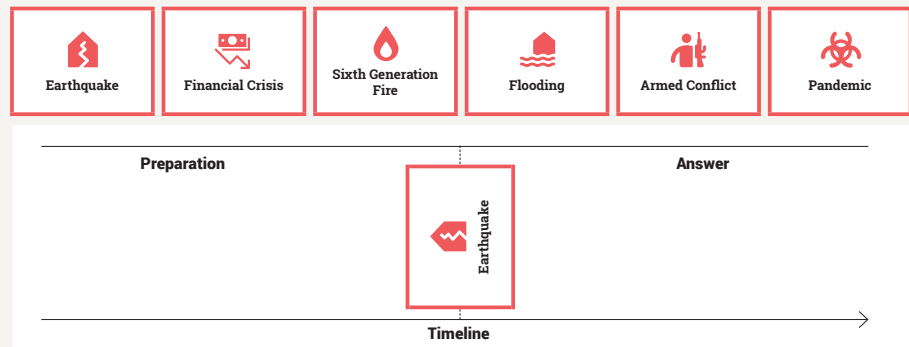 Earthquake
Financial Crisis
Sixth Generation
Fire
Flooding
Armed Conflict
Pandemic
Preparation
Answer
Earthquake
Timeline